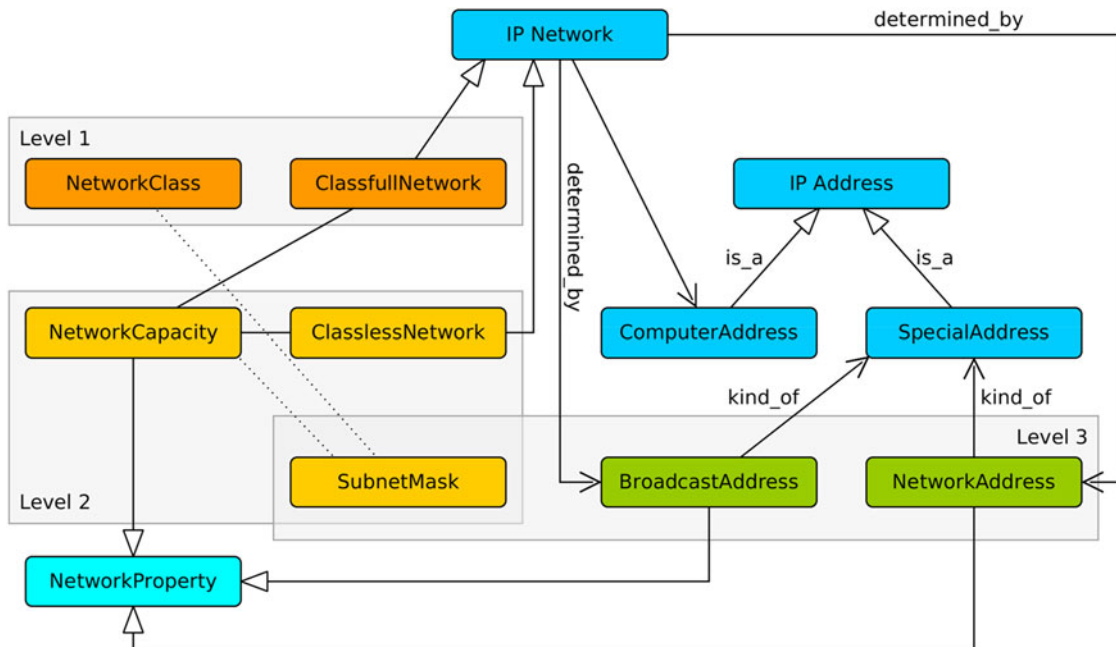 determined_by
IP Network
Level 1
NetworkClass
ClassfullNetwork
determined_by
IP Address
is_a
is_a
NetworkCapacity
ClasslessNetwork
ComputerAddress
SpecialAddress
kind_of
kind_of
Level 3
SubnetMask
BroadcastAddress
NetworkAddress
Level 2
NetworkProperty